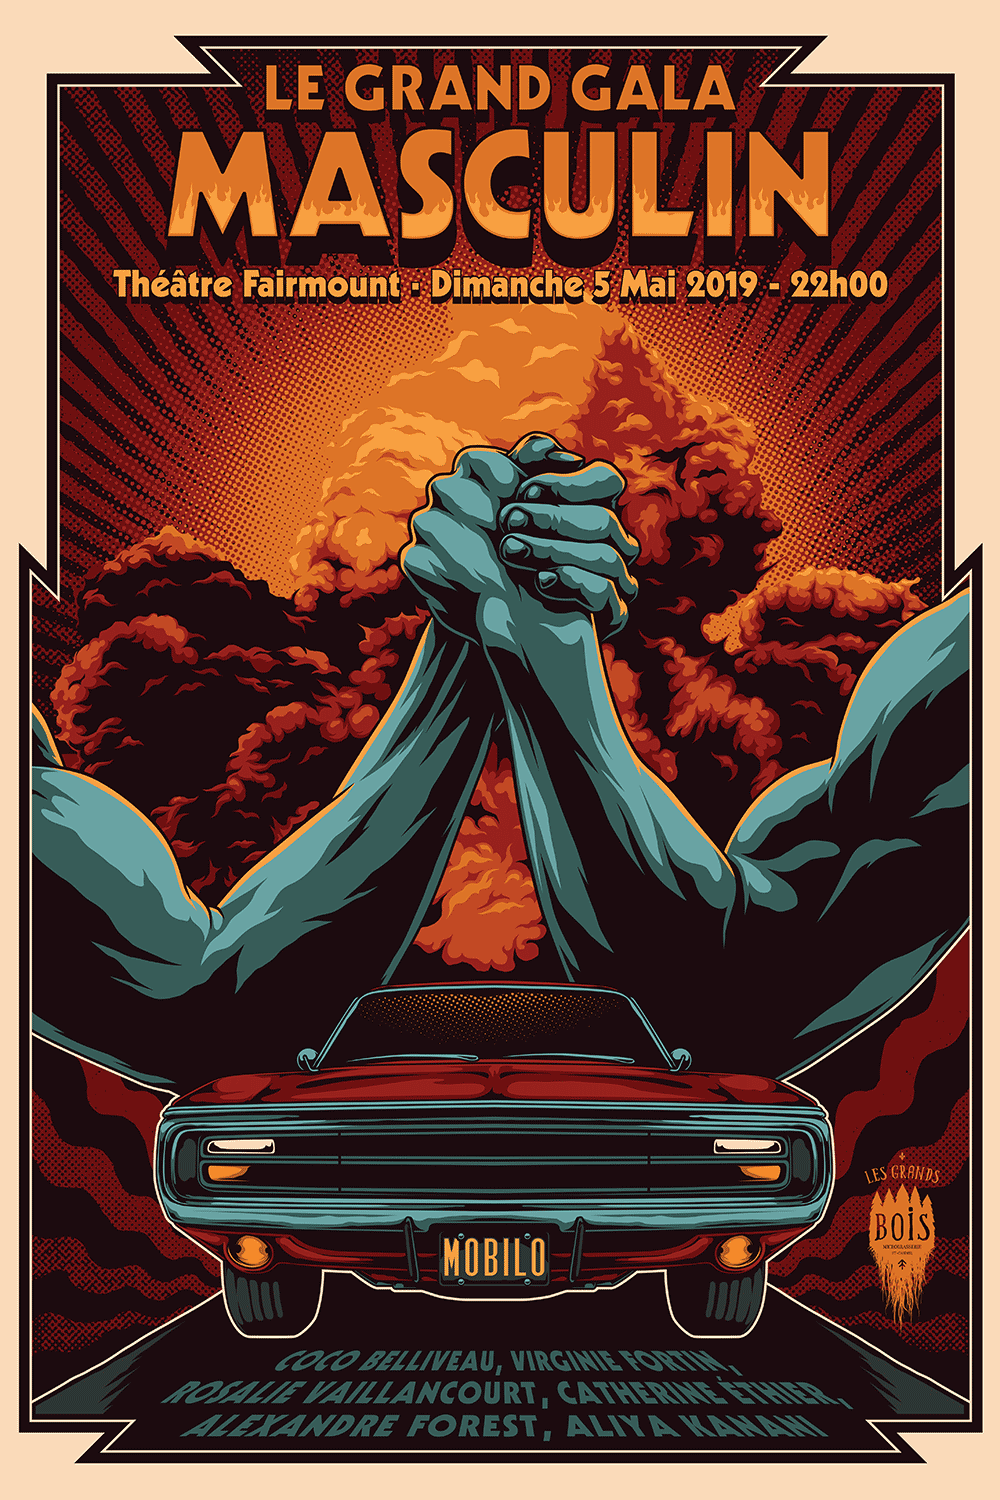 LE GRAND GALA
MASCULIN
Théâtre Fairmount · Dimanche 5 Mai 2019 - 22h00
MOBILO
LES GRANDS
BOIS
MICROBRASSERIE
COCO BELLIVEAU, VIRGINIE FORTIN,
ROSALIE VAILLANCOURT, CATHERINE ÉTHIER,
ALEXANDRE FOREST, ALIYA KANANI